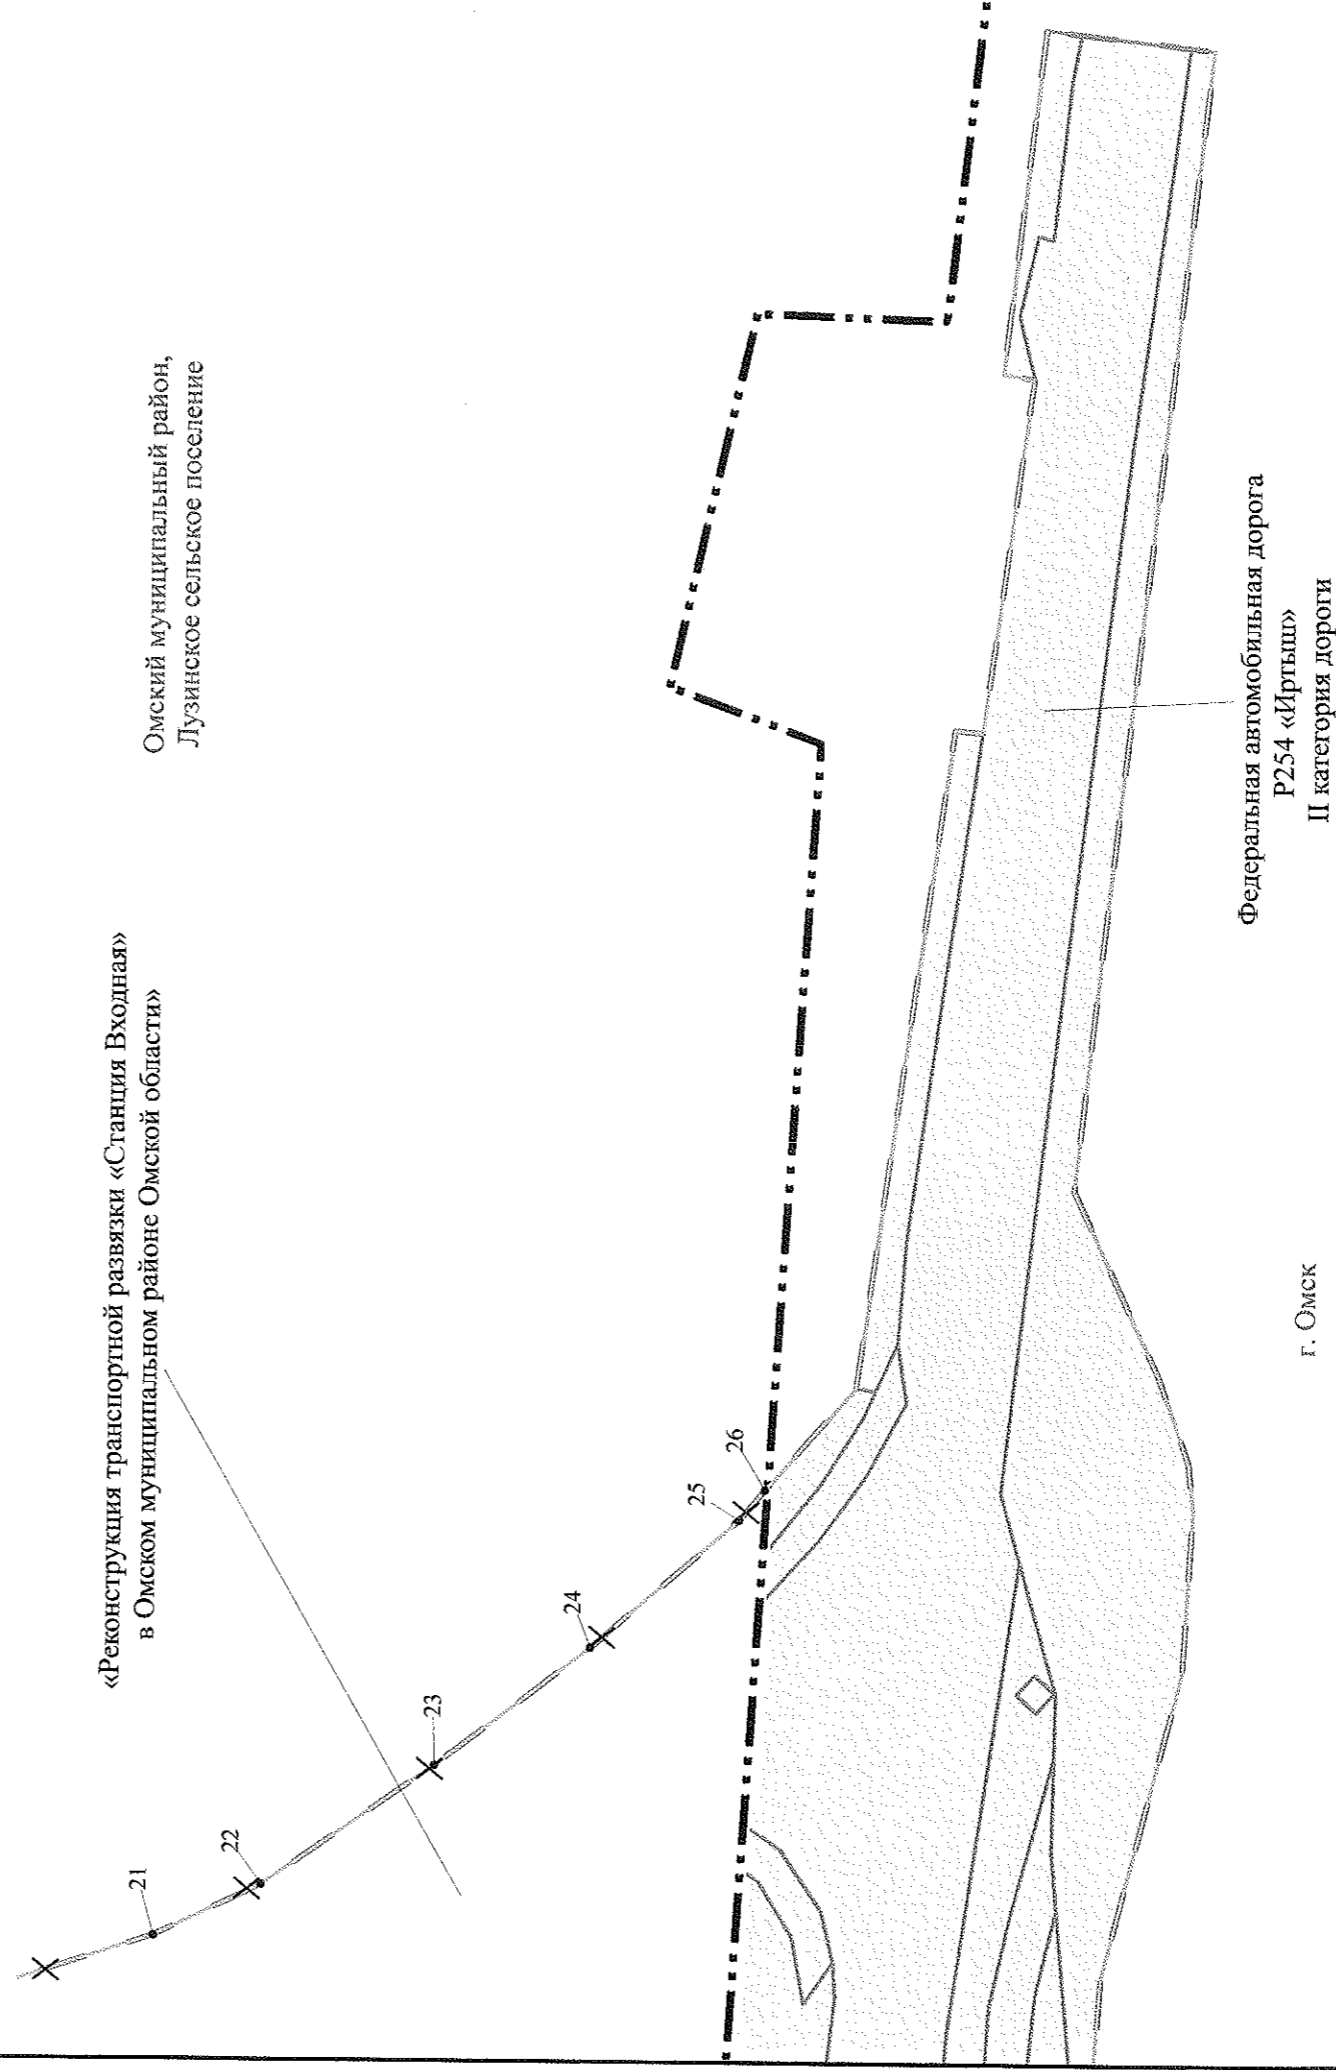 «Реконструкция транспортной развязки «Станция Входная»
в Омском муниципальном районе Омской области»
Омский муниципальный район,
Лузинское сельское поселение
21
22
23
24
25
26
Федеральная автомобильная дорога
Р254 «Иртыш»
II категория дороги
г. Омск